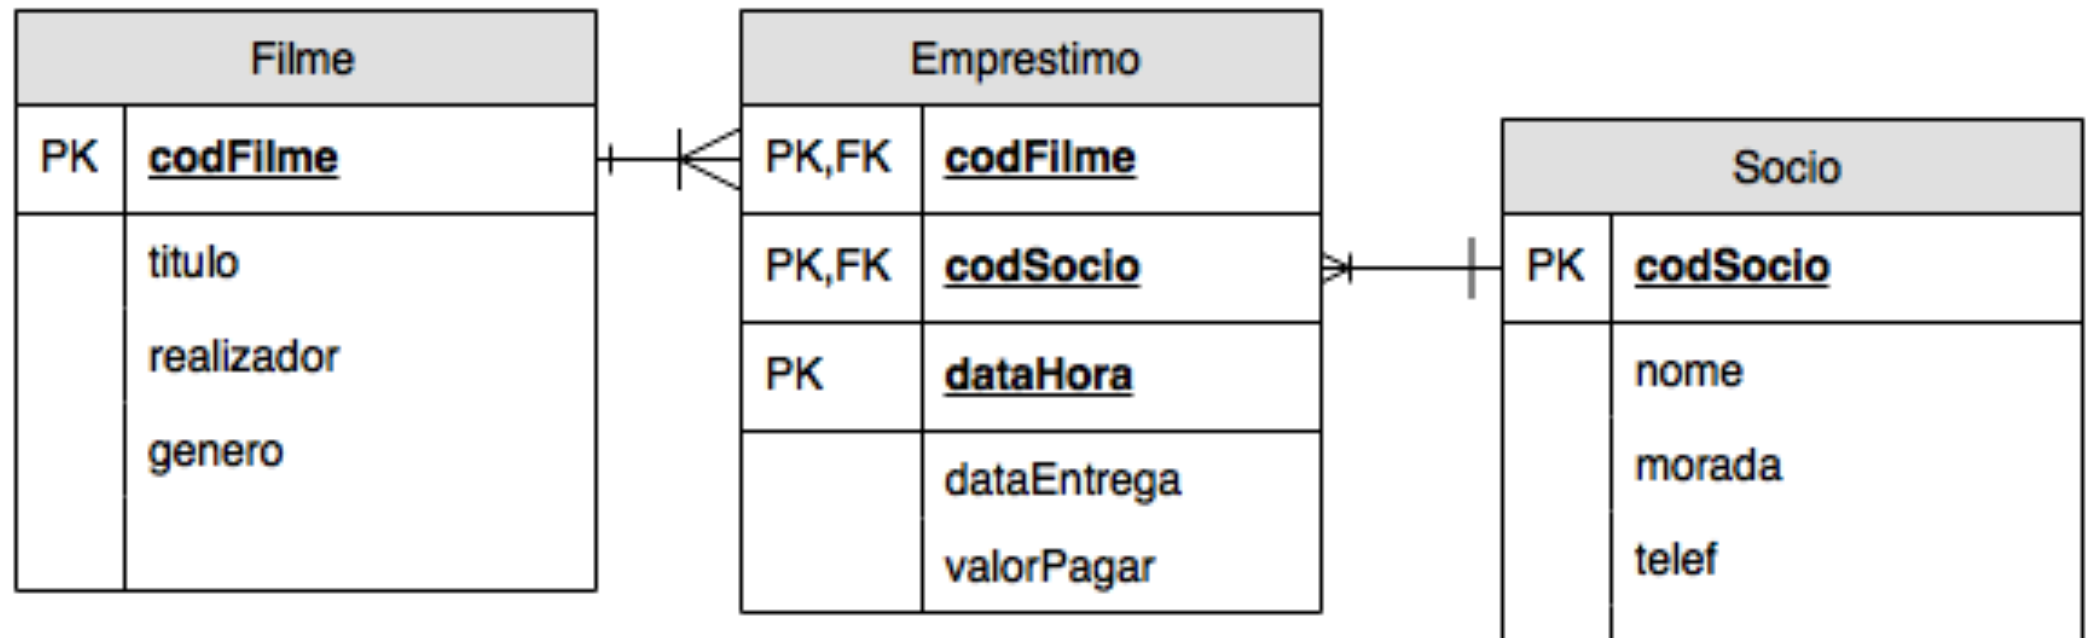 Filme
PK codFilme
titulo
realizador
genero
Emprestimo
PK,FK codFilme
PK,FK codSocio
PK dataHora
dataEntrega
valorPagar
Socio
PK codSocio
nome
morada
telef